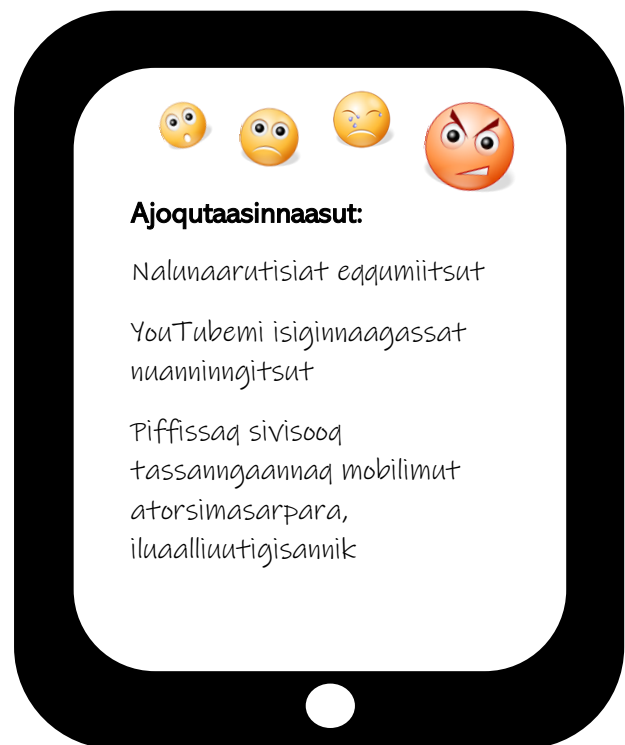 Ajoqutaasinnaasut:
Nalunaarutisiat eqqumiitsut
YouTubemi isiginnaagassat
nuanninngitsut
Piffissaq sivisooq
tassanngaannaq mobilimut
atorsimasarpara,
iluaalliuutigisannik